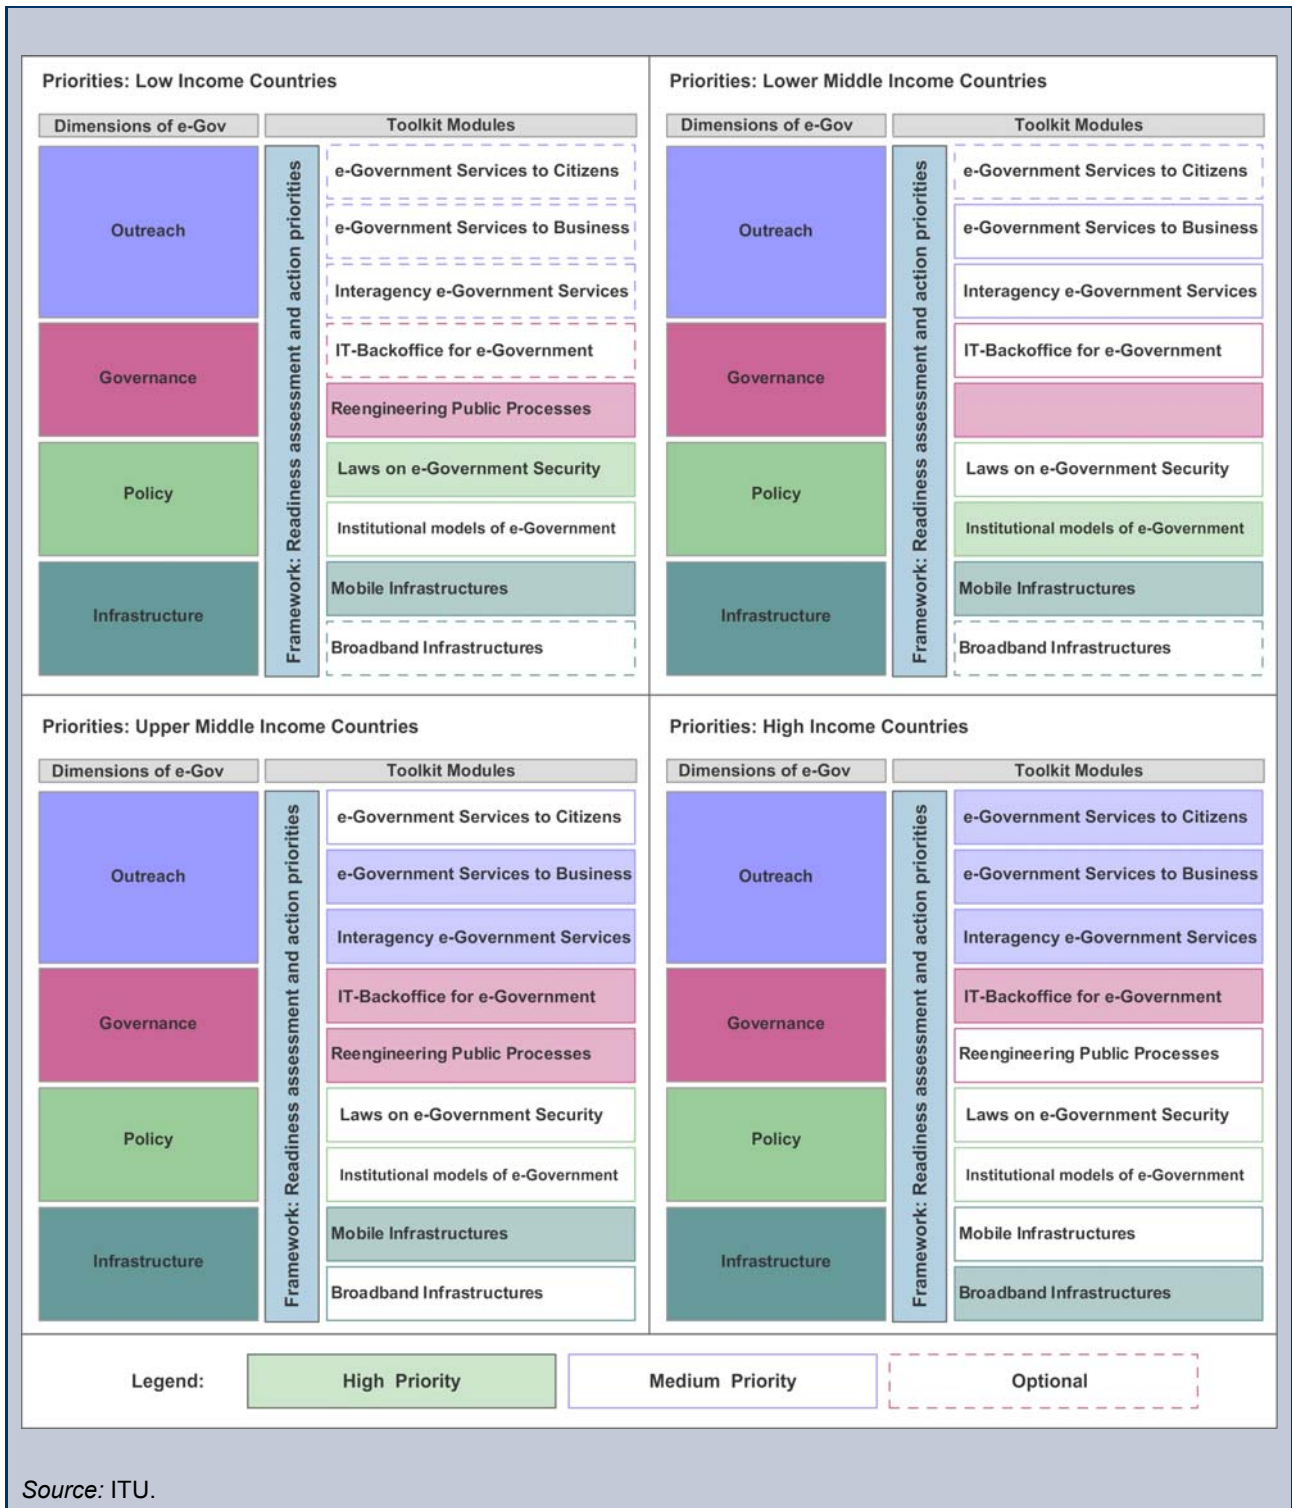 Priorities: Low Income Countries
Dimensions of e-Gov
Toolkit Modules
Outreach
Governance
Policy
Infrastructure
Framework: Readiness assessment and action priorities
e-Government Services to Citizens
e-Government Services to Business
Interagency e-Government Services
IT-Backoffice for e-Government
Reengineering Public Processes
Laws on e-Government Security
Institutional models of e-Government
Mobile Infrastructures
Broadband Infrastructures
Priorities: Lower Middle Income Countries
Dimensions of e-Gov
Toolkit Modules
Outreach
Governance
Policy
Infrastructure
Framework: Readiness assessment and action priorities
e-Government Services to Citizens
e-Government Services to Business
Interagency e-Government Services
IT-Backoffice for e-Government
Laws on e-Government Security
Institutional models of e-Government
Mobile Infrastructures
Broadband Infrastructures
Priorities: Upper Middle Income Countries
Dimensions of e-Gov
Toolkit Modules
Outreach
Governance
Policy
Infrastructure
Framework: Readiness assessment and action priorities
e-Government Services to Citizens
e-Government Services to Business
Interagency e-Government Services
IT-Backoffice for e-Government
Reengineering Public Processes
Laws on e-Government Security
Institutional models of e-Government
Mobile Infrastructures
Broadband Infrastructures
Priorities: High Income Countries
Dimensions of e-Gov
Toolkit Modules
Outreach
Governance
Policy
Infrastructure
Framework: Readiness assessment and action priorities
e-Government Services to Citizens
e-Government Services to Business
Interagency e-Government Services
IT-Backoffice for e-Government
Reengineering Public Processes
Laws on e-Government Security
Institutional models of e-Government
Mobile Infrastructures
Broadband Infrastructures
Legend:
High Priority
Medium Priority
Optional
Source: ITU.